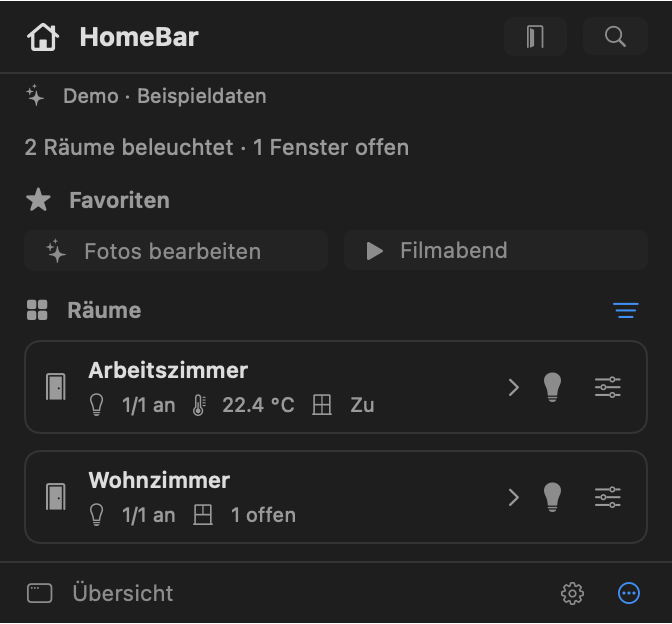 HomeBar
Demo · Beispieldaten
2 Räume beleuchtet · 1 Fenster offen
Favoriten
Fotos bearbeiten
Filmabend
Räume
Arbeitszimmer
1/1 an 22.4 °C Zu
Wohnzimmer
1/1 an 1 offen
Übersicht